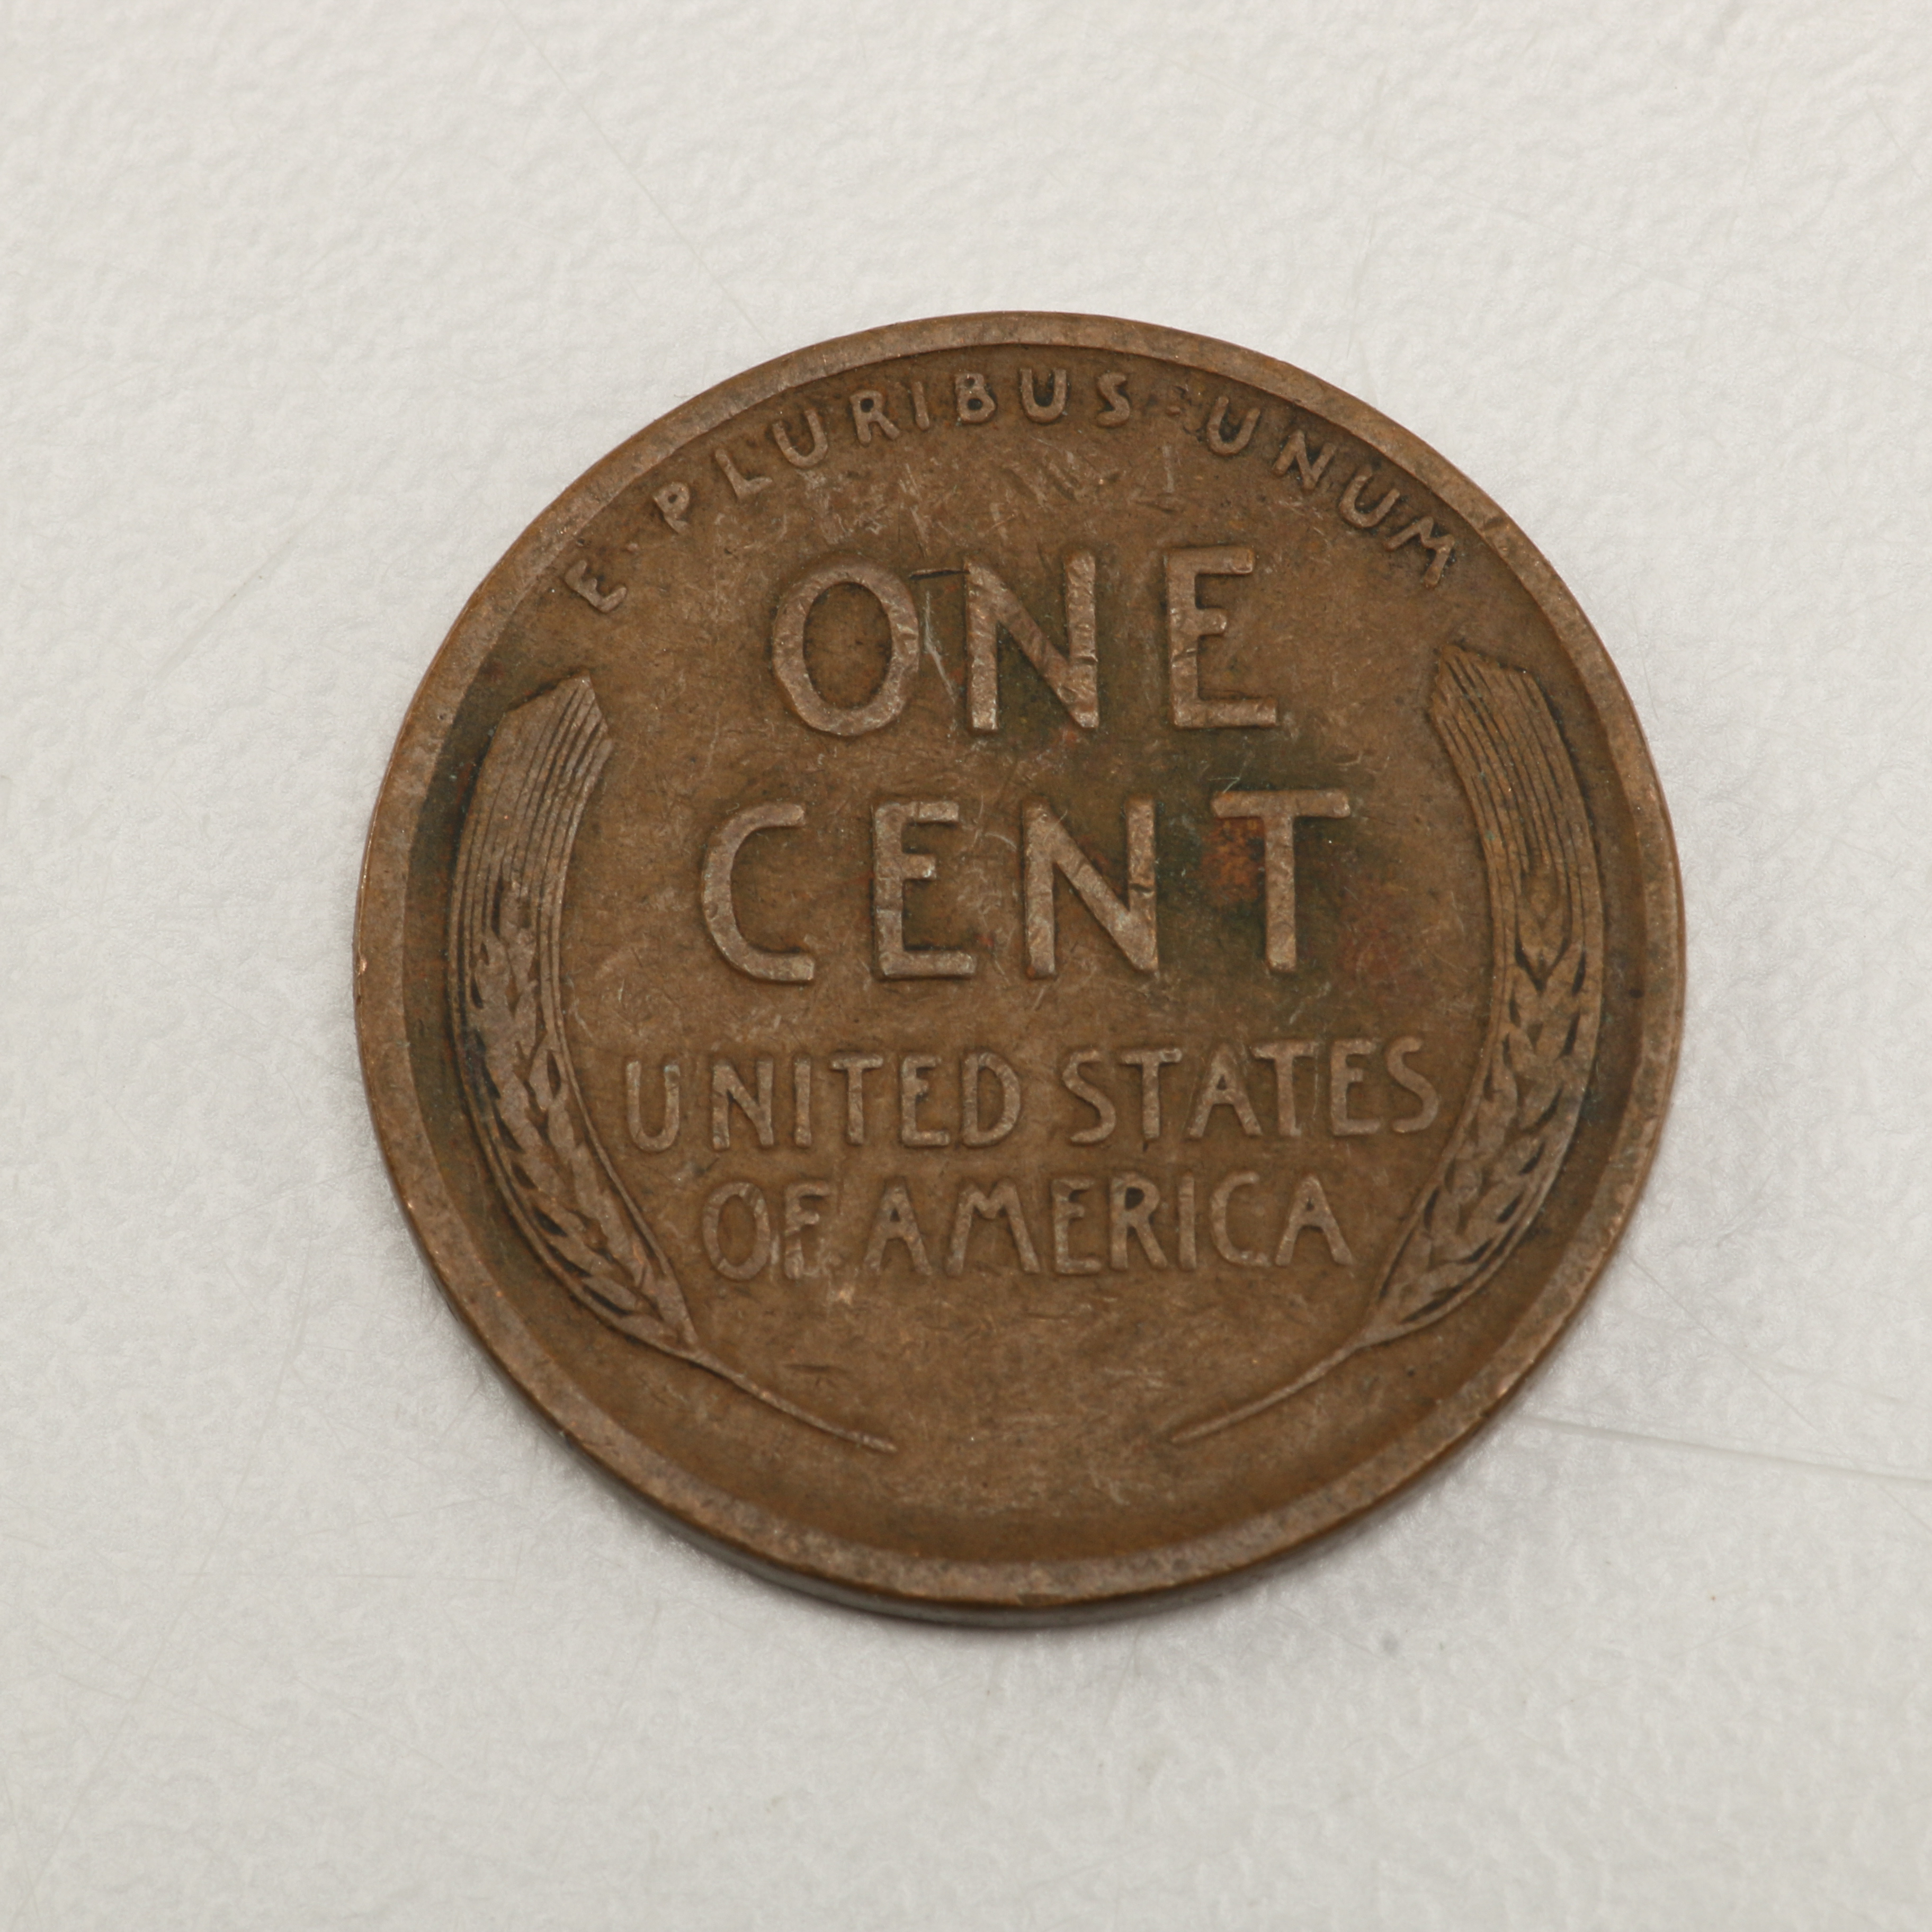 E·PLURIBUS·UNUM
ONE
CENT
UNITED STATES
OF AMERICA